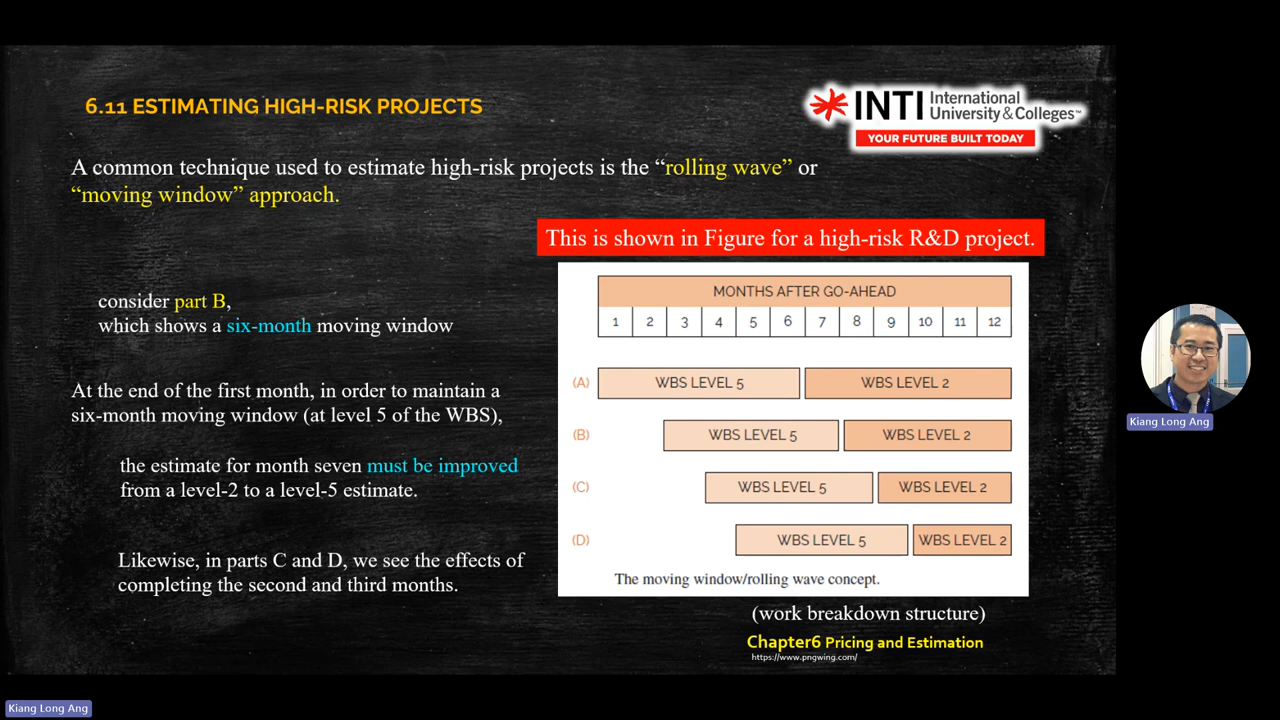 6.11 ESTIMATING HIGH-RISK PROJECTS
INTI International
University & Colleges™
YOUR FUTURE BUILT TODAY
A common technique used to estimate high-risk projects is the “rolling wave” or
“moving window” approach.
This is shown in Figure for a high-risk R&D project.
consider part B,
which shows a six-month moving window
At the end of the first month, in order to maintain a
six-month moving window (at level 5 of the WBS),
the estimate for month seven must be improved
from a level-2 to a level-5 estimate.
Likewise, in parts C and D, we see the effects of
completing the second and third months.
MONTHS AFTER GO-AHEAD
1 2 3 4 5 6 7 8 9 10 11 12
(A) WBS LEVEL 5 WBS LEVEL 2
(B) WBS LEVEL 5 WBS LEVEL 2
(C) WBS LEVEL 5 WBS LEVEL 2
(D) WBS LEVEL 5 WBS LEVEL 2
The moving window/rolling wave concept.
(work breakdown structure)
Chapter6 Pricing and Estimation
https://www.pngwing.com/
Kiang Long Ang
Kiang Long Ang